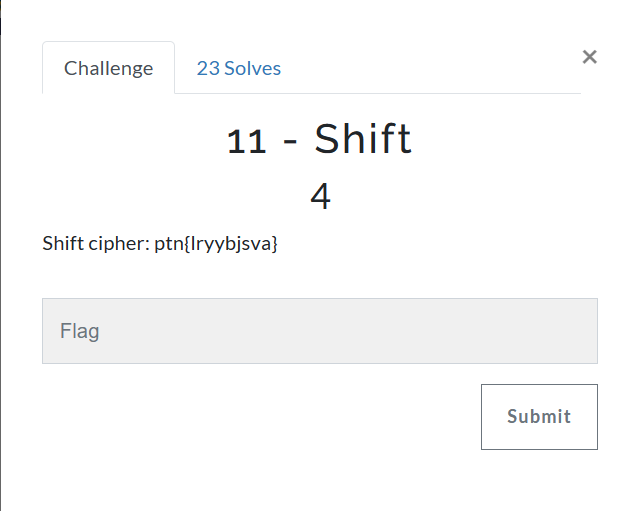 Challenge
23 Solves
×
11 - Shift
4
Shift cipher: ptn{lryybjsva}
Flag
Submit